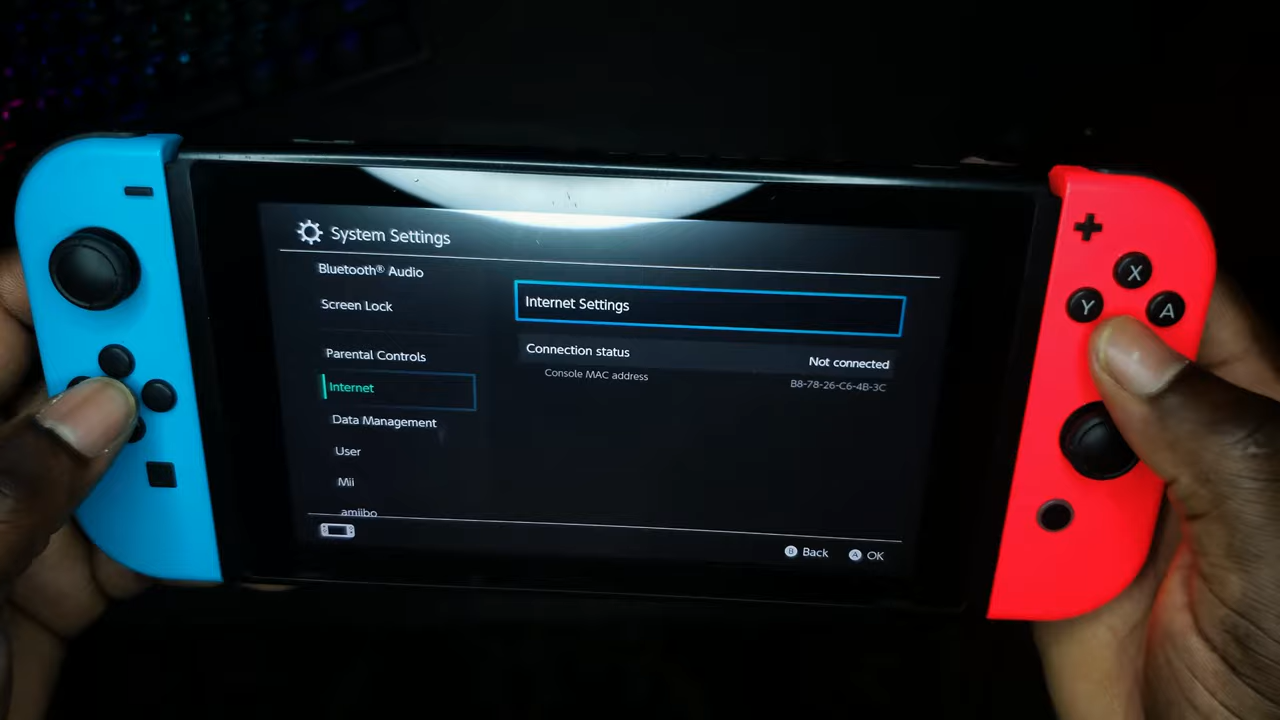 System Settings
Bluetooth® Audio
Screen Lock
Parental Controls
Internet
Data Management
User
Mii
amiibo
Internet Settings
Connection status Not connected
Console MAC address B8-78-26-C6-4B-3C
B Back A OK
X
Y A